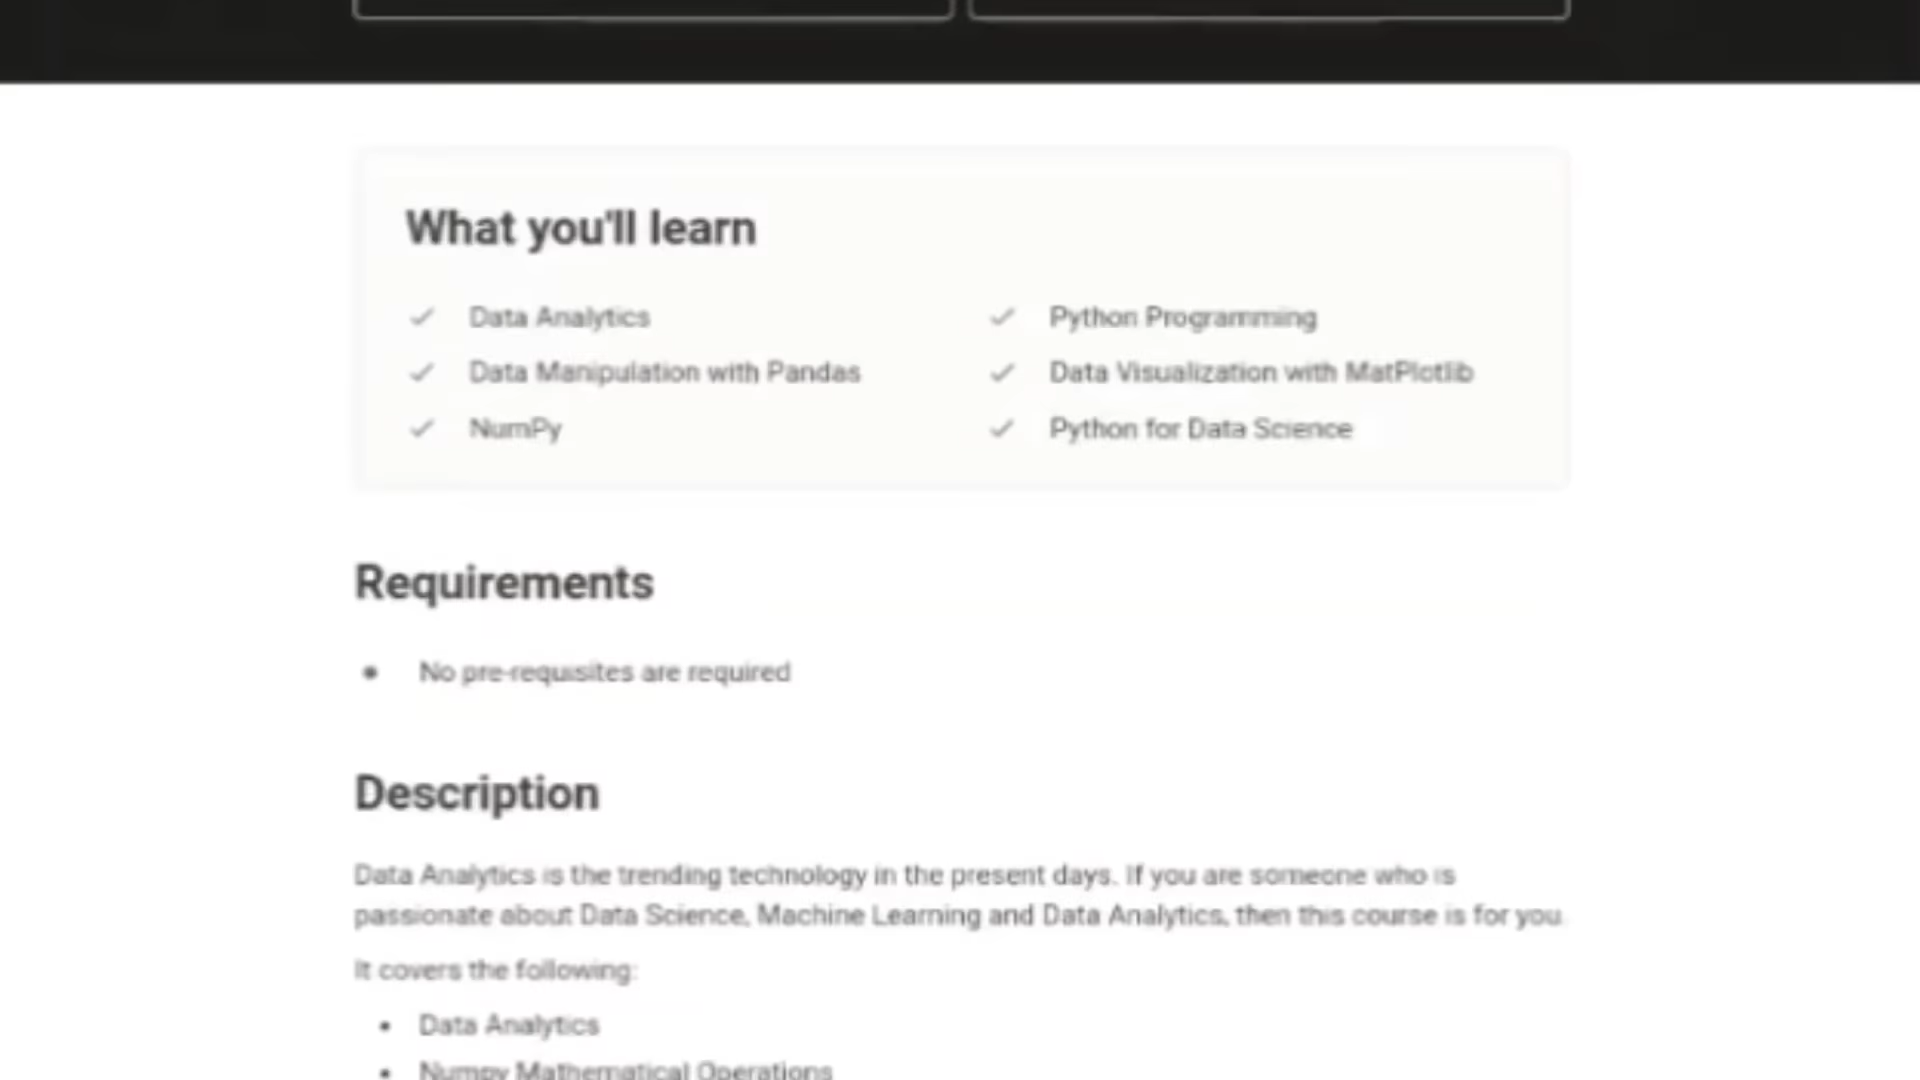 What you'll learn
Data Analytics
Python Programming
Data Manipulation with Pandas
Data Visualization with MatPlotlib
NumPy
Python for Data Science
Requirements
No pre-requisites are required
Description
Data Analytics is the trending technology in the present days. If you are someone who is
passionate about Data Science, Machine Learning and Data Analytics, then this course is for you.
It covers the following:
Data Analytics
Numpy Mathematical Operations